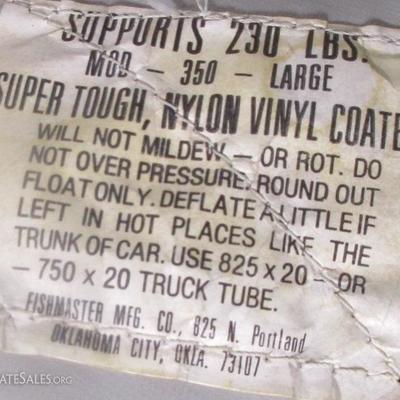 SUPPORTS 230 LBS.
MOD - 350 - LARGE
SUPER TOUGH, NYLON VINYL COATE
WILL NOT MILDEW - OR ROT. DO
NOT OVER PRESSURE, ROUND OUT
FLOAT ONLY. DEFLATE A LITTLE IF
LEFT IN HOT PLACES LIKE THE
TRUNK OF CAR. USE 825 x 20 - OR
- 750 x 20 TRUCK TUBE.
FISHMASTER MFG. CO., 825 N. Portland
OKLAHOMA CITY, OKLA. 73107
ATESALES.ORG